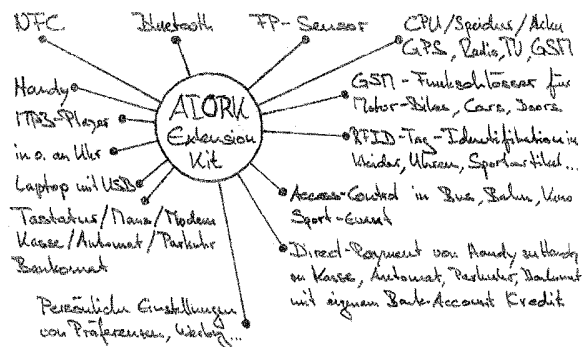 NFC
Bluetooth
FP-Sensor
CPU/Speicher/Akku
GPS, Radio, TV, GSM
Handy
MP3-Player
in o. an Uhr
Laptop mit USB
Tastatur/Maus/Modem
Kasse/Automat/Parkuhr
Bankomat
Persönliche Einstellungen
von Präferenzen, Werbg...
AIORK
Extension
Kit
GSM-Funkschlösser für
Motor-Bikes, Cars, Doors
RFID-Tag-Identifikation in
Kleider, Uhren, Sportartikel...
Access-Control in Bus, Bahn, Kino
Sport-Event
Direct-Payment von Handy zu Handy
an Kasse, Automat, Parkuhr, Bankomat
mit eigenem Bank-Account Kredit